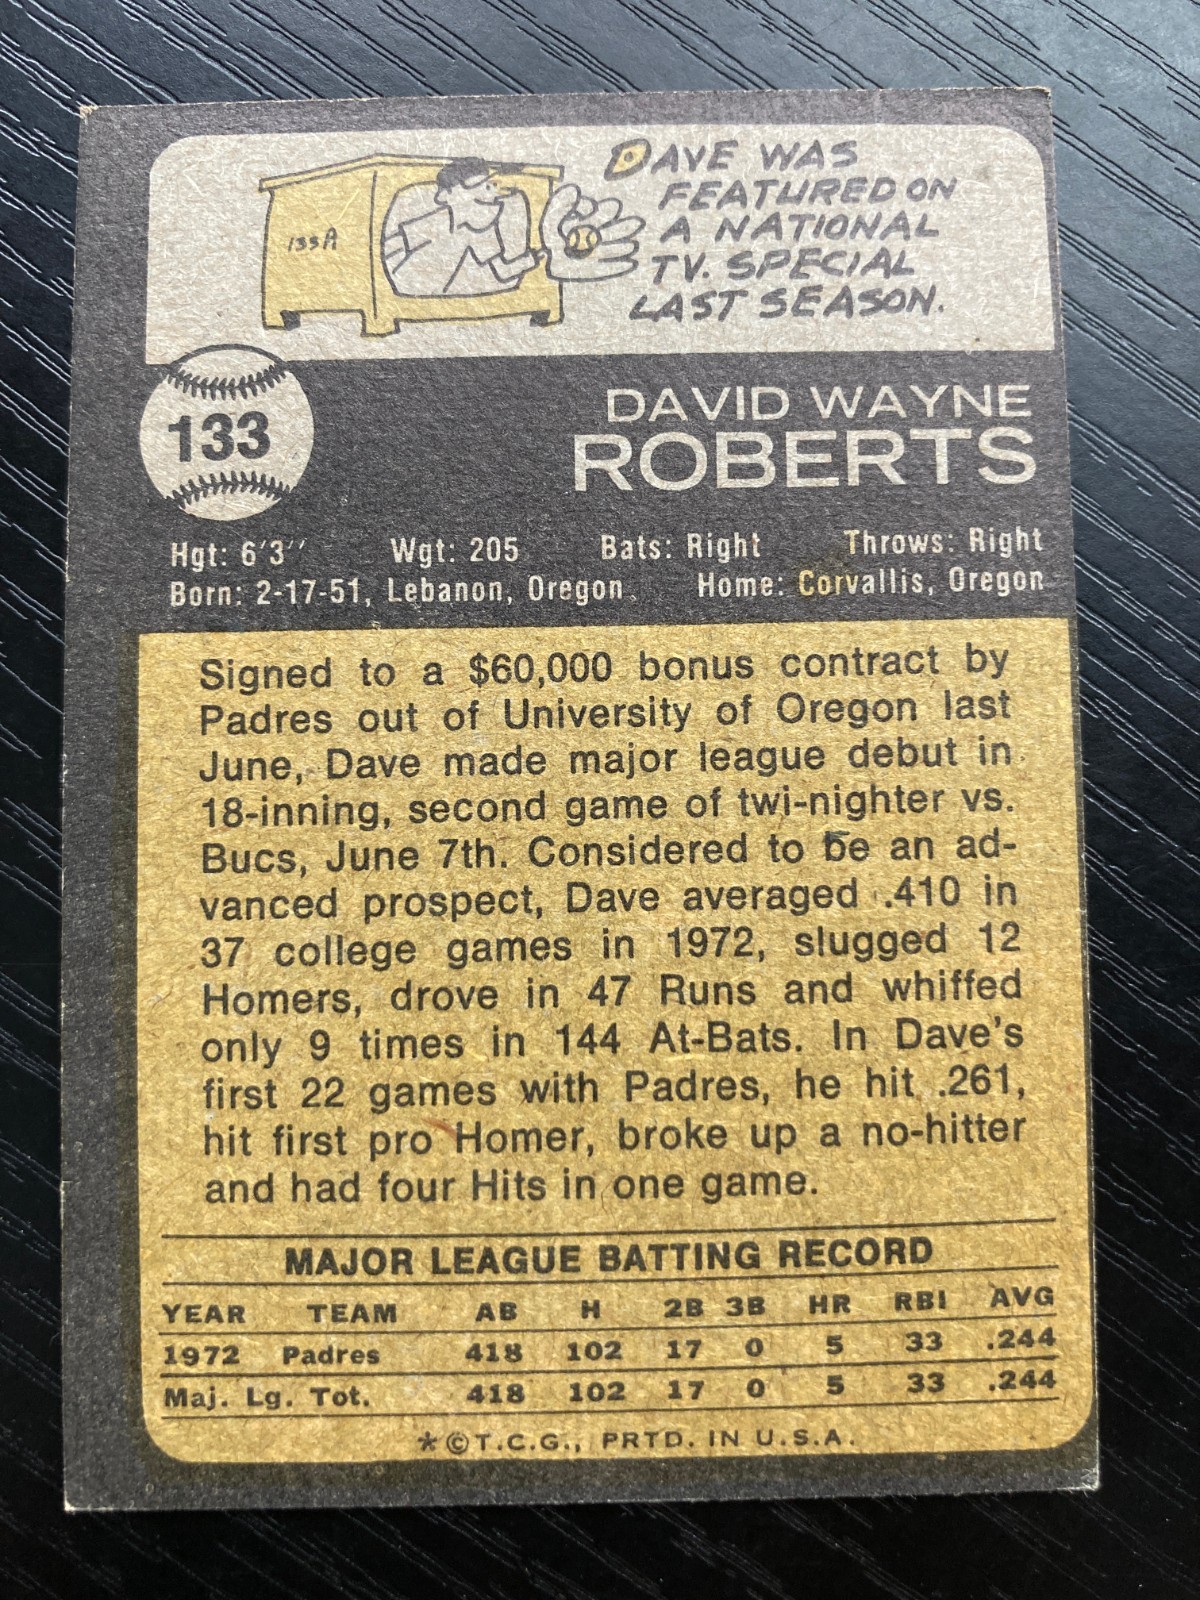 DAVE WAS
FEATURED ON
A NATIONAL
TV. SPECIAL
LAST SEASON.
133A
133
DAVID WAYNE
ROBERTS
Hgt: 6'3'' Wgt: 205 Bats: Right Throws: Right
Born: 2-17-51, Lebanon, Oregon Home: Corvallis, Oregon
Signed to a $60,000 bonus contract by
Padres out of University of Oregon last
June, Dave made major league debut in
18-inning, second game of twi-nighter vs.
Bucs, June 7th. Considered to be an ad-
vanced prospect, Dave averaged .410 in
37 college games in 1972, slugged 12
Homers, drove in 47 Runs and whiffed
only 9 times in 144 At-Bats. In Dave's
first 22 games with Padres, he hit .261,
hit first pro Homer, broke up a no-hitter
and had four Hits in one game.
MAJOR LEAGUE BATTING RECORD
YEAR TEAM AB H 2B 3B HR RBI AVG
1972 Padres 418 102 17 0 5 33 .244
Maj. Lg. Tot. 418 102 17 0 5 33 .244
*©T.C.G., PRTD. IN U.S.A.